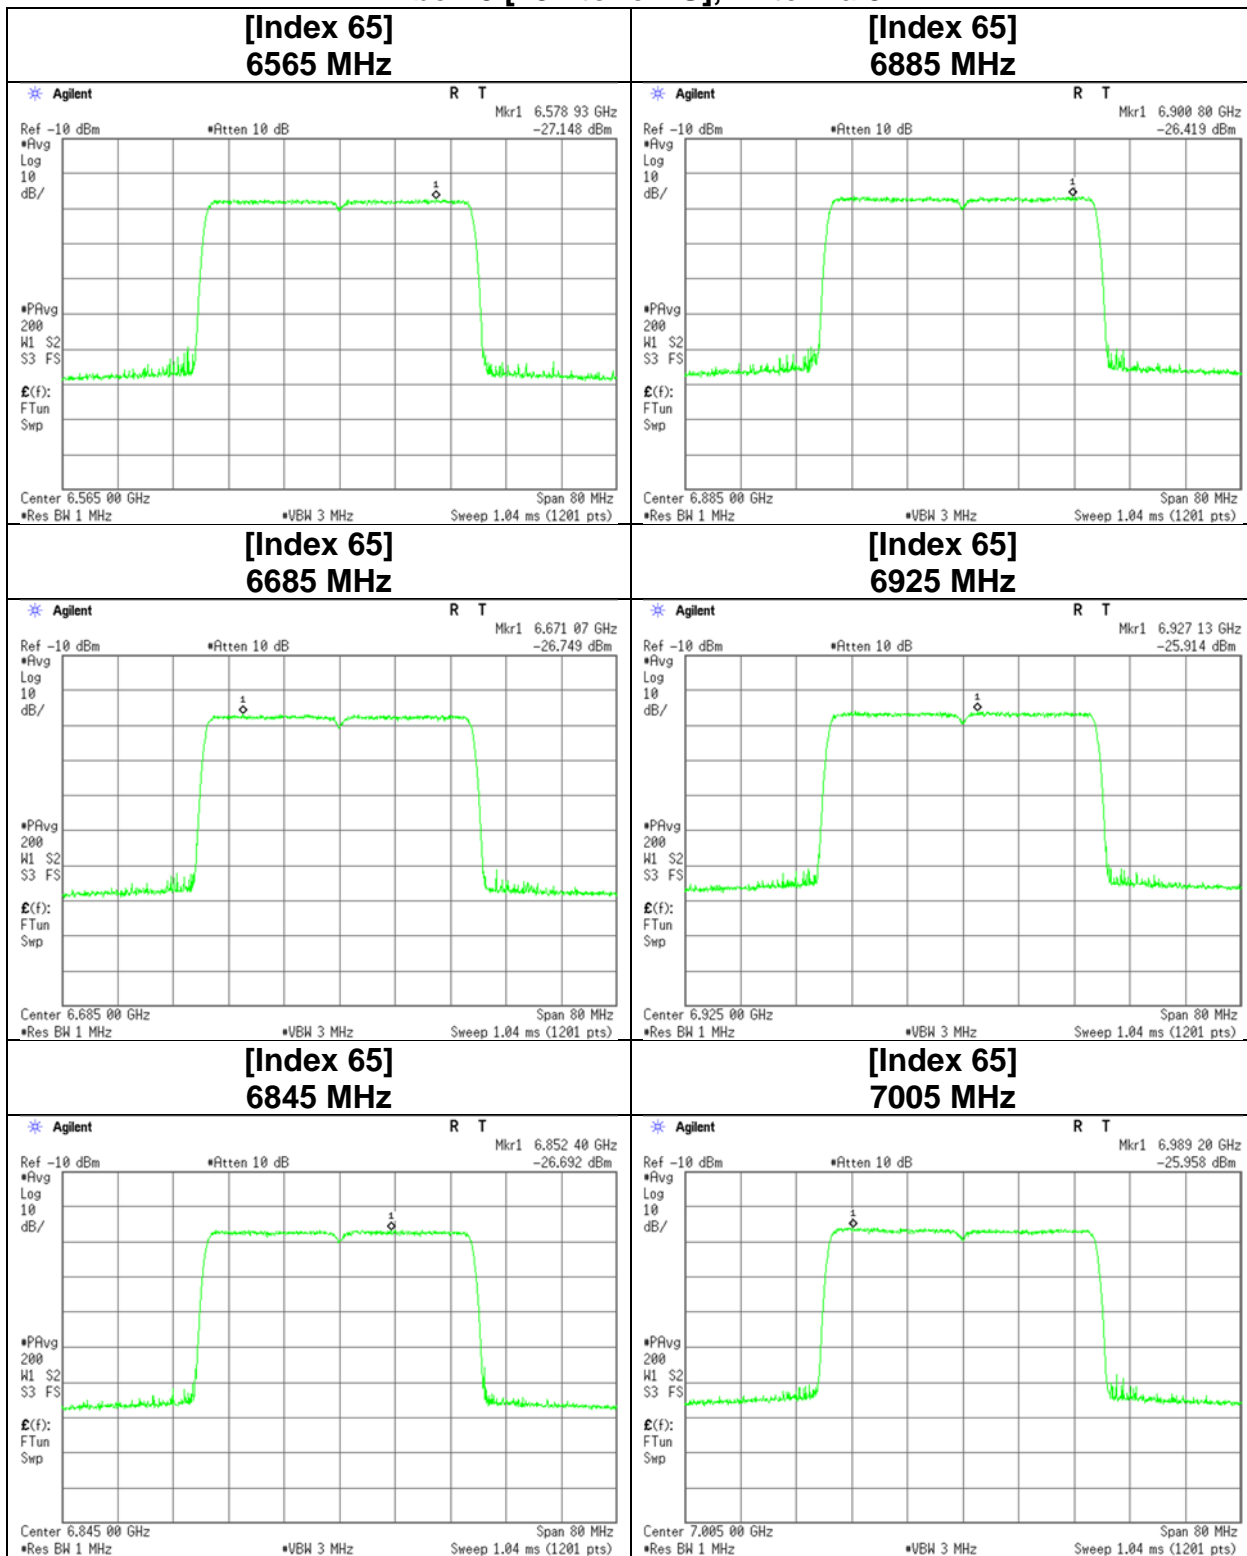 [Index 65]
6565 MHz
Agilent
R T
Mkr1 6.578 93 GHz
Ref -10 dBm
#Atten 10 dB
-27.148 dBm
#Avg
Log
10
dB/
1
#PAvg
200
W1 S2
S3 FS
£(f):
FTun
Swp
Center 6.565 00 GHz
Span 80 MHz
#Res BW 1 MHz
#VBW 3 MHz
Sweep 1.04 ms (1201 pts)
[Index 65]
6885 MHz
Agilent
R T
Mkr1 6.900 80 GHz
Ref -10 dBm
#Atten 10 dB
-26.419 dBm
#Avg
Log
10
dB/
1
#PAvg
200
W1 S2
S3 FS
£(f):
FTun
Swp
Center 6.885 00 GHz
Span 80 MHz
#Res BW 1 MHz
#VBW 3 MHz
Sweep 1.04 ms (1201 pts)
[Index 65]
6685 MHz
Agilent
R T
Mkr1 6.671 07 GHz
Ref -10 dBm
#Atten 10 dB
-26.749 dBm
#Avg
Log
10
dB/
1
#PAvg
200
W1 S2
S3 FS
£(f):
FTun
Swp
Center 6.685 00 GHz
Span 80 MHz
#Res BW 1 MHz
#VBW 3 MHz
Sweep 1.04 ms (1201 pts)
[Index 65]
6925 MHz
Agilent
R T
Mkr1 6.927 13 GHz
Ref -10 dBm
#Atten 10 dB
-25.914 dBm
#Avg
Log
10
dB/
1
#PAvg
200
W1 S2
S3 FS
£(f):
FTun
Swp
Center 6.925 00 GHz
Span 80 MHz
#Res BW 1 MHz
#VBW 3 MHz
Sweep 1.04 ms (1201 pts)
[Index 65]
6845 MHz
Agilent
R T
Mkr1 6.852 40 GHz
Ref -10 dBm
#Atten 10 dB
-26.692 dBm
#Avg
Log
10
dB/
1
#PAvg
200
W1 S2
S3 FS
£(f):
FTun
Swp
Center 6.845 00 GHz
Span 80 MHz
#Res BW 1 MHz
#VBW 3 MHz
Sweep 1.04 ms (1201 pts)
[Index 65]
7005 MHz
Agilent
R T
Mkr1 6.989 20 GHz
Ref -10 dBm
#Atten 10 dB
-25.958 dBm
#Avg
Log
10
dB/
1
#PAvg
200
W1 S2
S3 FS
£(f):
FTun
Swp
Center 7.005 00 GHz
Span 80 MHz
#Res BW 1 MHz
#VBW 3 MHz
Sweep 1.04 ms (1201 pts)